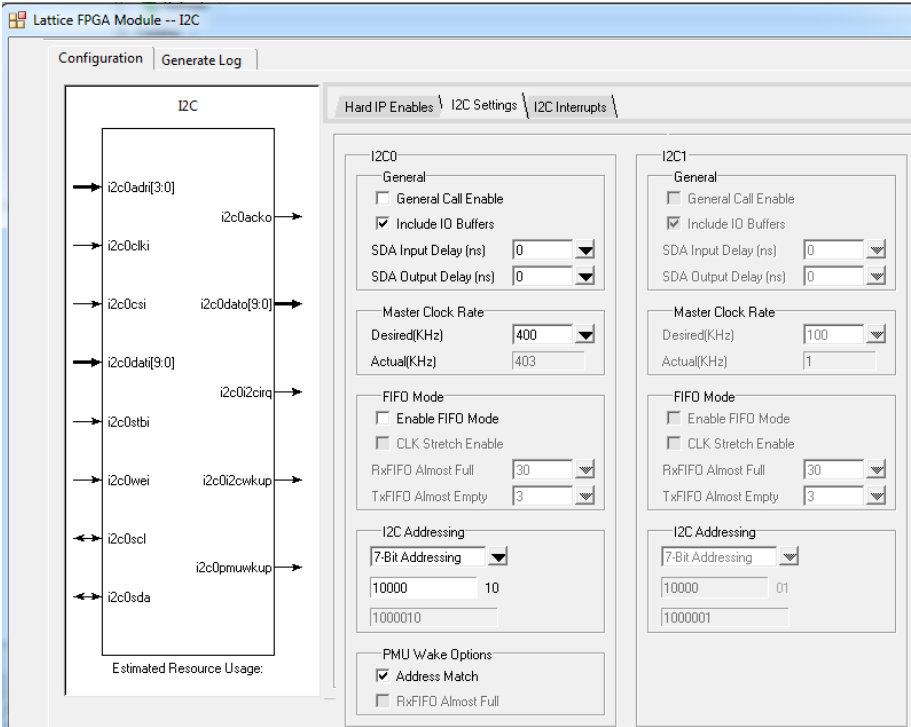 Lattice FPGA Module -- I2C
Configuration
Generate Log
I2C
i2c0adri[3:0]
i2c0acko
i2c0clki
i2c0csi
i2c0dato[9:0]
i2c0dati[9:0]
i2c0i2cirq
i2c0stbi
i2c0wei
i2c0i2cwkup
i2c0scl
i2c0pmuwkup
i2c0sda
Estimated Resource Usage:
Hard IP Enables
I2C Settings
I2C Interrupts
I2C0
General
General Call Enable
Include IO Buffers
SDA Input Delay (ns) 0
SDA Output Delay (ns) 0
Master Clock Rate
Desired(KHz) 400
Actual(KHz) 403
FIFO Mode
Enable FIFO Mode
CLK Stretch Enable
RxFIFO Almost Full 30
TxFIFO Almost Empty 3
I2C Addressing
7-Bit Addressing
10000 10
1000010
PMU Wake Options
Address Match
RxFIFO Almost Full
I2C1
General
General Call Enable
Include IO Buffers
SDA Input Delay (ns) 0
SDA Output Delay (ns) 0
Master Clock Rate
Desired(KHz) 100
Actual(KHz) 1
FIFO Mode
Enable FIFO Mode
CLK Stretch Enable
RxFIFO Almost Full 30
TxFIFO Almost Empty 3
I2C Addressing
7-Bit Addressing
10000 01
1000001